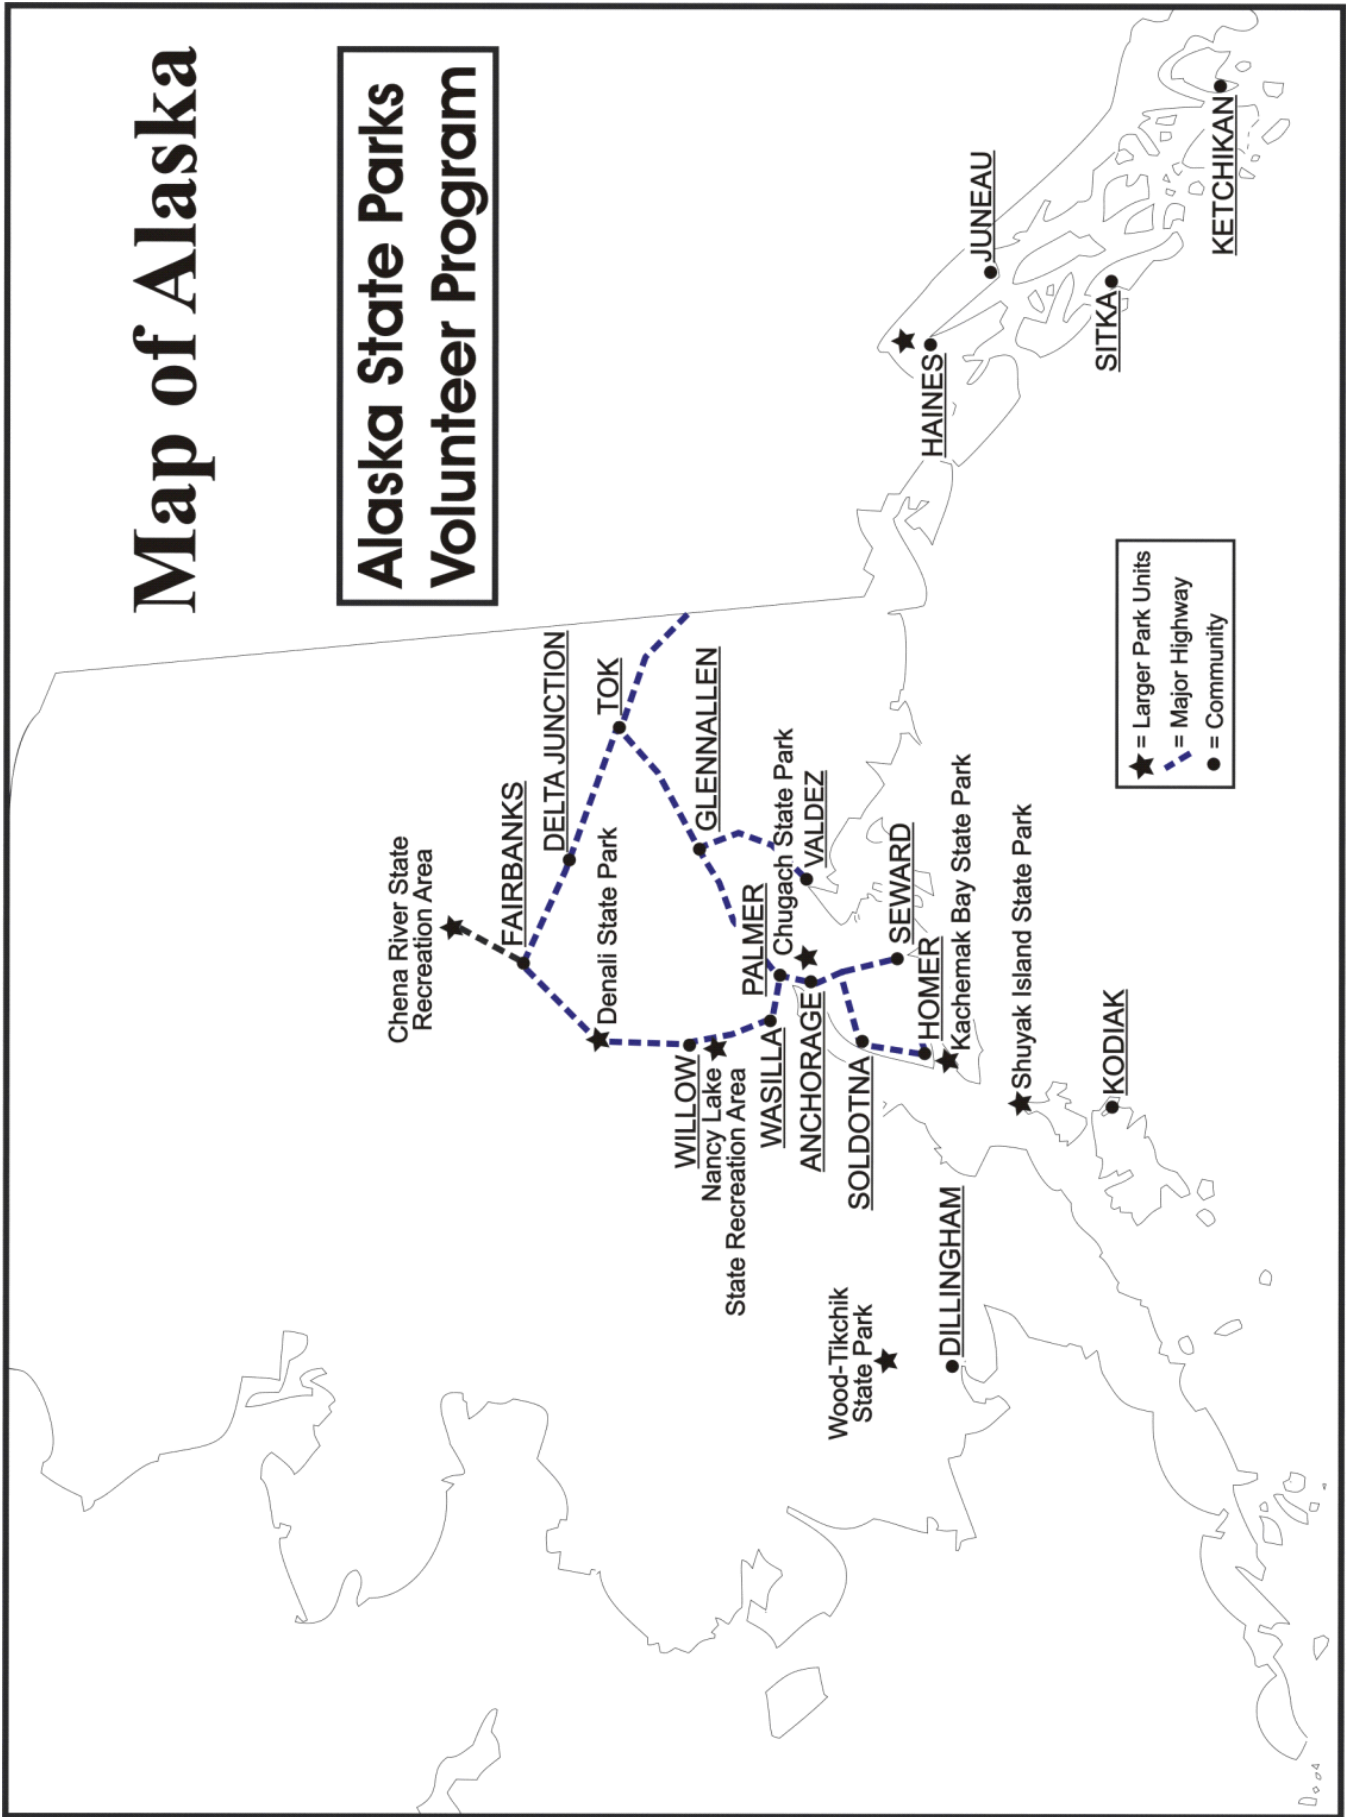 Map of Alaska
Alaska State Parks
Volunteer Program
Chena River State
Recreation Area
FAIRBANKS
DELTA JUNCTION
TOK
Denali State Park
GLENNALLEN
WILLOW
Nancy Lake
State Recreation Area
PALMER
Chugach State Park
VALDEZ
WASILLA
ANCHORAGE
SOLDOTNA
SEWARD
HOMER
Kachemak Bay State Park
Shuyak Island State Park
KODIAK
Wood-Tikchik
State Park
DILLINGHAM
HAINES
JUNEAU
SITKA
KETCHIKAN
= Larger Park Units
= Major Highway
= Community